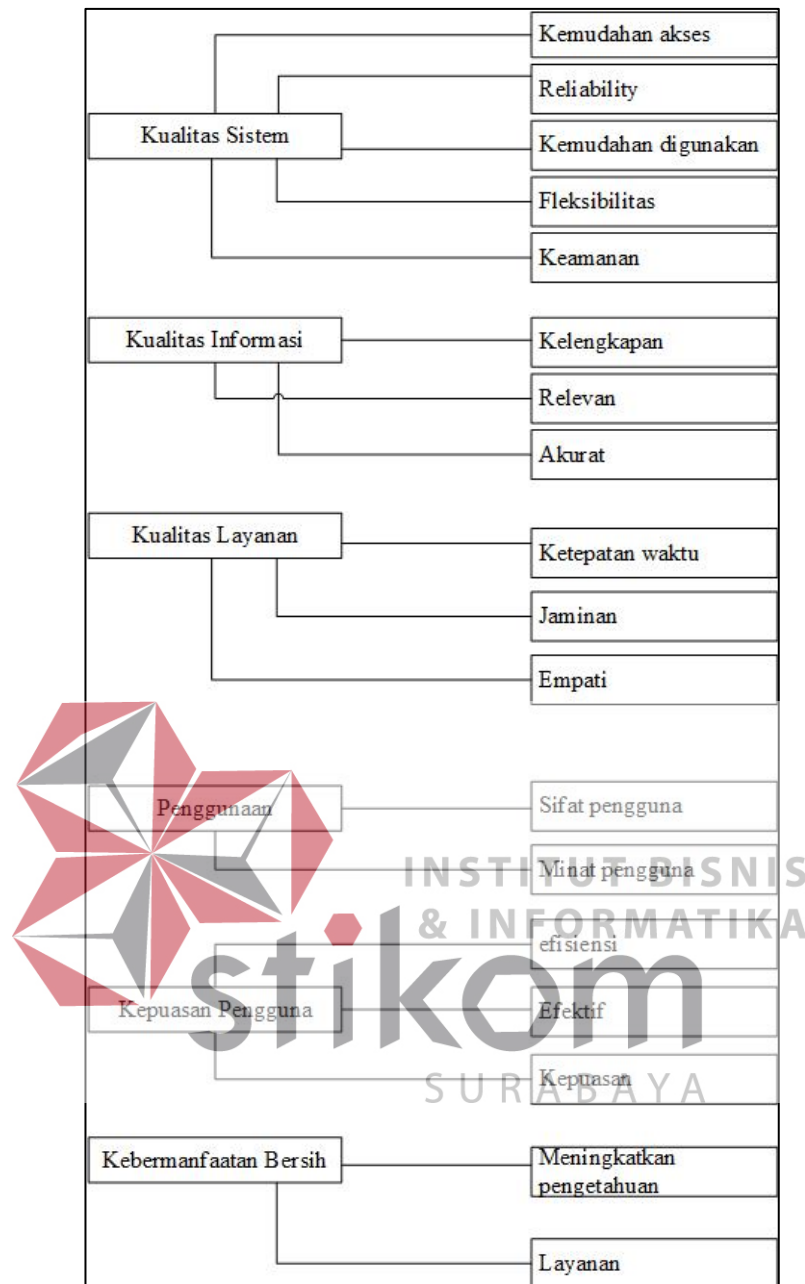 Kemudahan akses
Reliability
Kualitas Sistem
Kemudahan digunakan
Fleksibilitas
Keamanan
Kualitas Informasi
Kelengkapan
Relevan
Akurat
Kualitas Layanan
Ketepatan waktu
Jaminan
Empati
Penggunaan
Sifat pengguna
Minat pengguna
INSTITUT BISNIS
& INFORMATIKA
efisiensi
stikom
Kepuasan Pengguna
Efektif
Kepuasan
SURABAYA
Kebermanfaatan Bersih
Meningkatkan
pengetahuan
Layanan